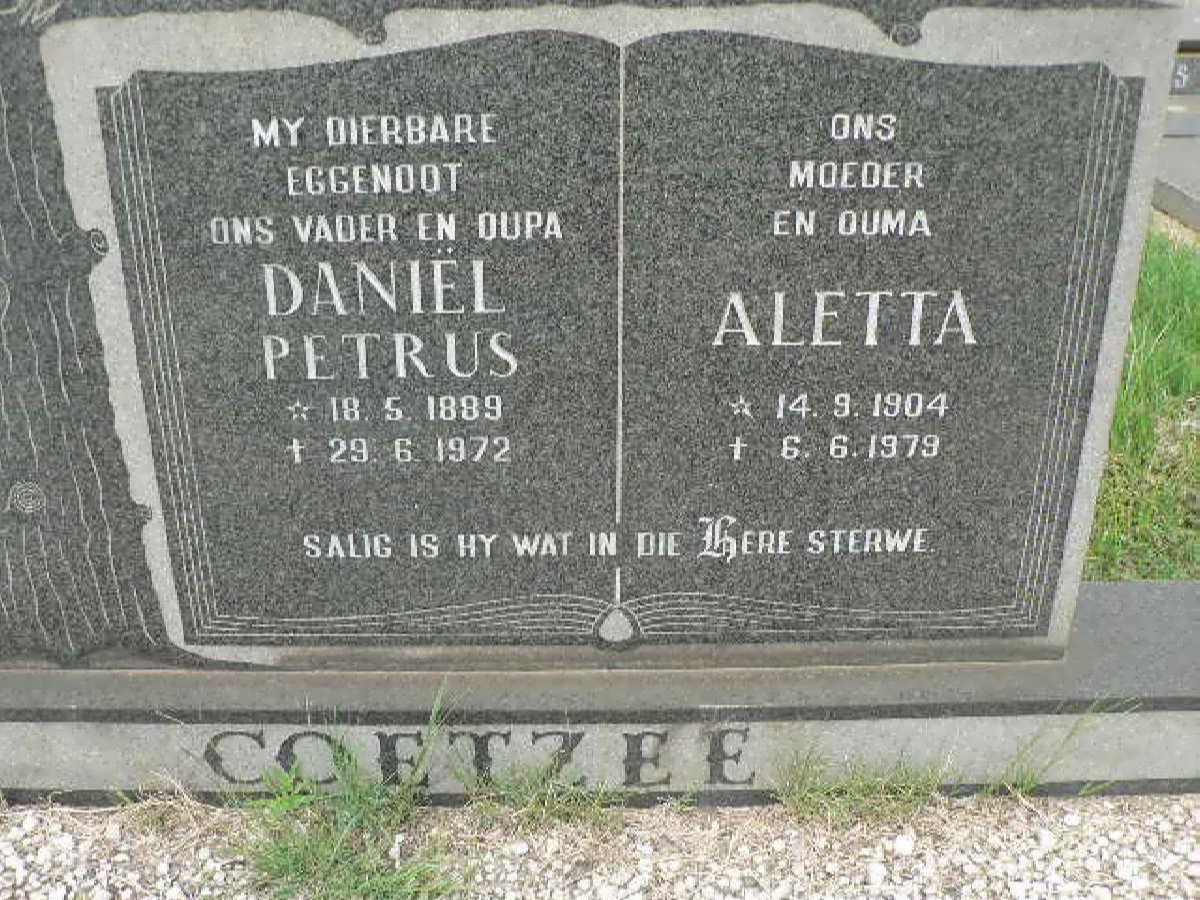 MY DIERBARE
EGGENOOT
ONS VADER EN OUPA
DANIËL
PETRUS
☆ 18. 5. 1889
† 29. 6. 1972
ONS
MOEDER
EN OUMA
ALETTA
☆ 14. 9. 1904
† 6. 6. 1979
SALIG IS HY WAT IN DIE HERE STERWE.
COETZEE
S